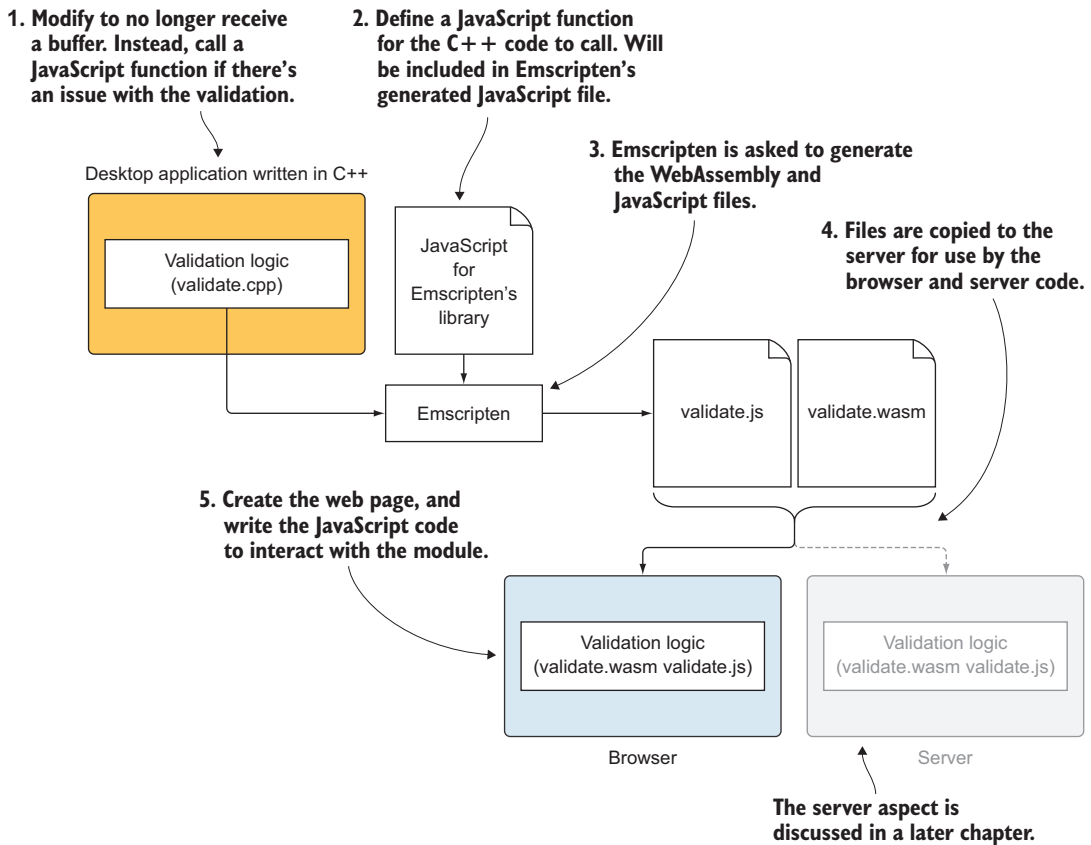 1. Modify to no longer receive
a buffer. Instead, call a
JavaScript function if there's
an issue with the validation.
2. Define a JavaScript function
for the C++ code to call. Will
be included in Emscripten's
generated JavaScript file.
3. Emscripten is asked to generate
the WebAssembly and
JavaScript files.
Desktop application written in C++
Validation logic
(validate.cpp)
JavaScript
for
Emscripten's
library
4. Files are copied to the
server for use by the
browser and server code.
Emscripten
validate.js
validate.wasm
5. Create the web page, and
write the JavaScript code
to interact with the module.
Validation logic
(validate.wasm validate.js)
Browser
Validation logic
(validate.wasm validate.js)
Server
The server aspect is
discussed in a later chapter.